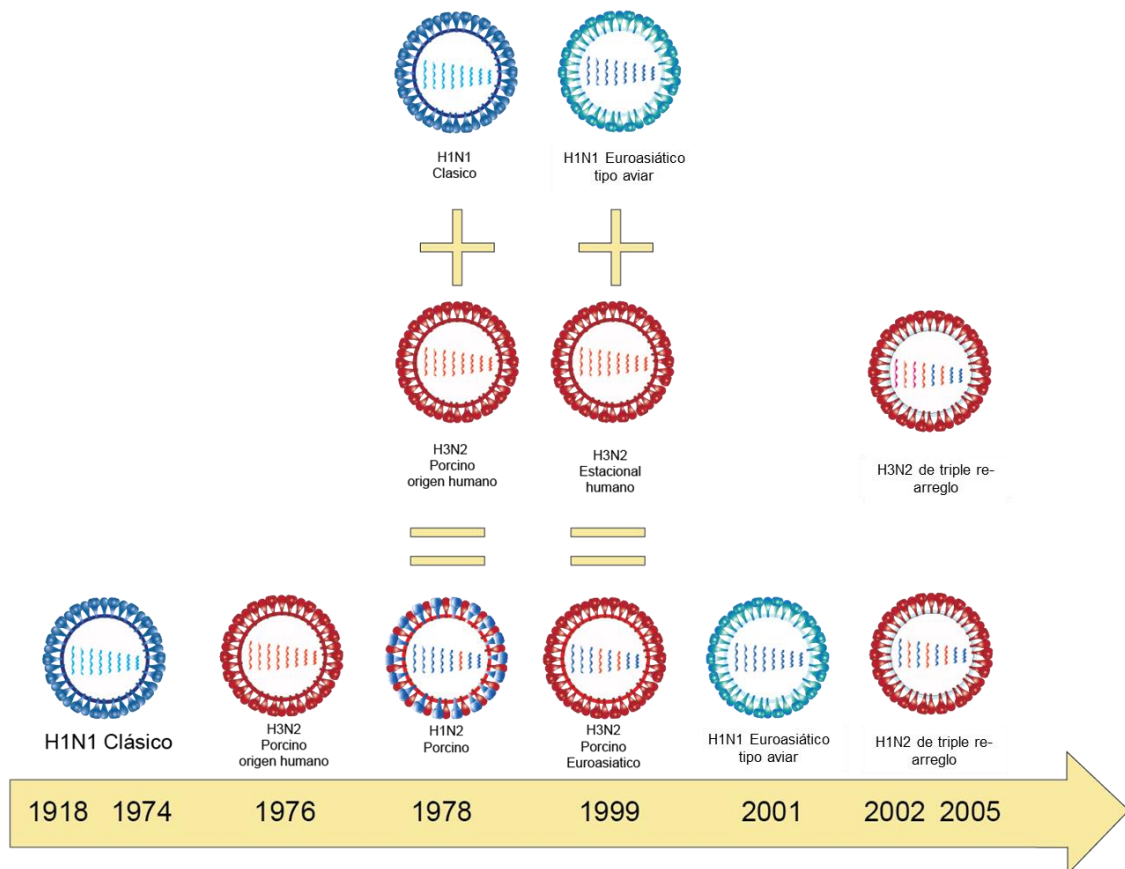 H1N1
Clasico
H1N1 Euroasiático
tipo aviar
H3N2
Porcino
origen humano
H3N2
Estacional
humano
H3N2 de triple re-
arreglo
H1N1 Clásico
H3N2
Porcino
origen humano
H1N2
Porcino
H3N2
Porcino
Euroasiatico
H1N1 Euroasiático
tipo aviar
H1N2 de triple re-
arreglo
1918 1974 1976 1978 1999 2001 2002 2005